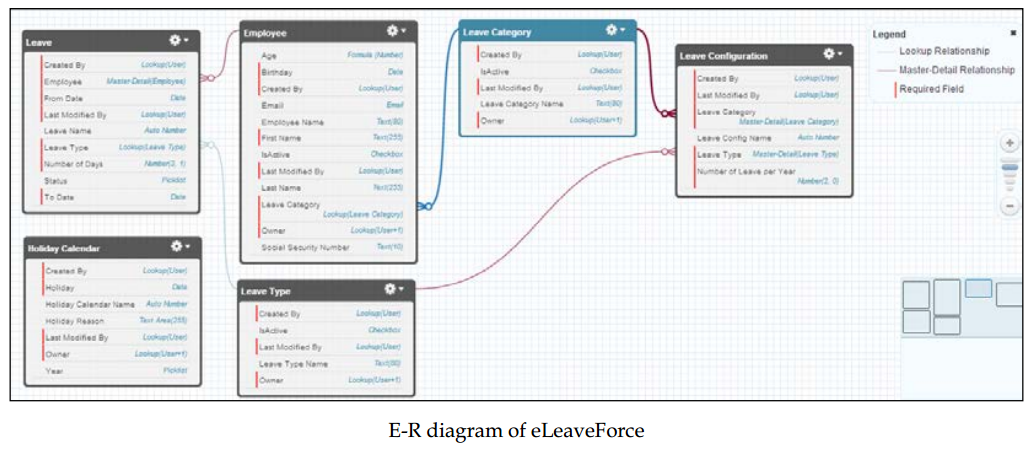 Leave
Created By Lookup(User)
Employee Master-Detail(Employee)
From Date Date
Last Modified By Lookup(User)
Leave Name Auto Number
Leave Type Lookup(Leave Type)
Number of Days Number(2, 1)
Status Picklist
To Date Date
Employee
Age Formula (Number)
Birthday Date
Created By Lookup(User)
Email Email
Employee Name Text(80)
First Name Text(255)
IsActive Checkbox
Last Modified By Lookup(User)
Last Name Text(255)
Leave Category
Lookup(Leave Category)
Owner Lookup(User+1)
Social Security Number Text(10)
Leave Category
Created By Lookup(User)
IsActive Checkbox
Last Modified By Lookup(User)
Leave Category Name Text(80)
Owner Lookup(User+1)
Leave Configuration
Created By Lookup(User)
Last Modified By Lookup(User)
Leave Category
Master-Detail(Leave Category)
Leave Config Name Auto Number
Leave Type Master-Detail(Leave Type)
Number of Leave per Year
Number(2, 0)
Legend
Lookup Relationship
Master-Detail Relationship
Required Field
Holiday Calendar
Created By Lookup(User)
Holiday Date
Holiday Calendar Name Auto Number
Holiday Reason Text Area(255)
Last Modified By Lookup(User)
Owner Lookup(User+1)
Year Picklist
Leave Type
Created By Lookup(User)
IsActive Checkbox
Last Modified By Lookup(User)
Leave Type Name Text(80)
Owner Lookup(User+1)
E-R diagram of eLeaveForce